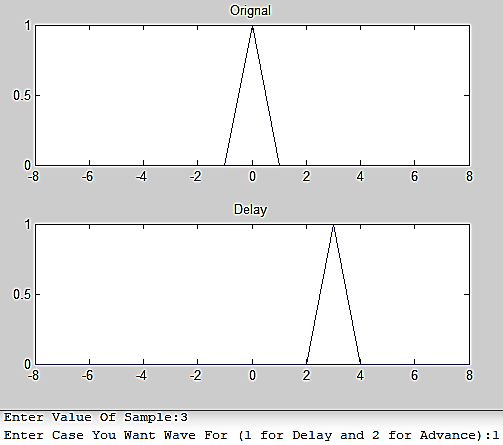 Orignal
1
0.5
0
-8 -6 -4 -2 0 2 4 6 8
Delay
1
0.5
0
-8 -6 -4 -2 0 2 4 6 8
Enter Value Of Sample:3
Enter Case You Want Wave For (1 for Delay and 2 for Advance):1